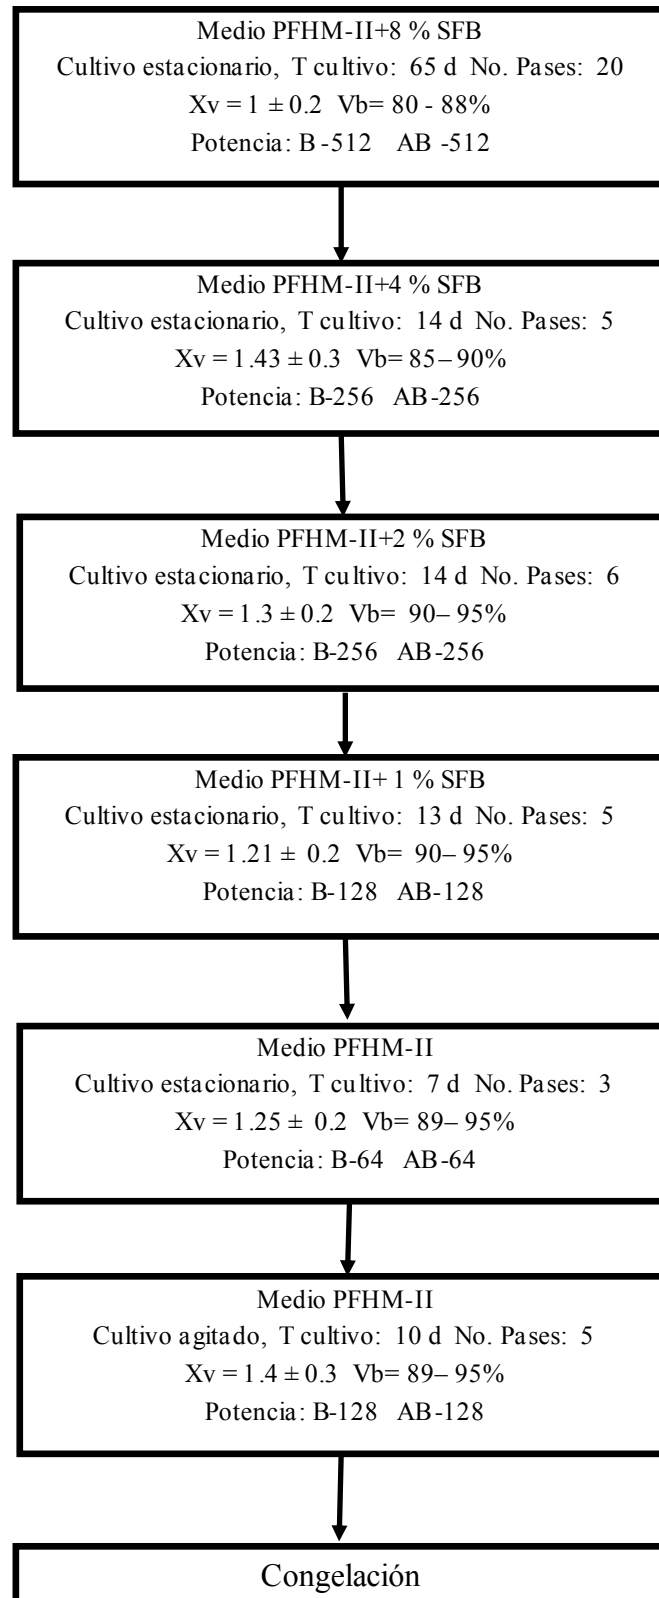 Medio PFHM-II+8 % SFB
Cultivo estacionario, T cultivo: 65 d No. Pases: 20
Xv = 1 ± 0.2 Vb= 80 - 88%
Potencia: B -512 AB -512
Medio PFHM-II+4 % SFB
Cultivo estacionario, T cultivo: 14 d No. Pases: 5
Xv = 1.43 ± 0.3 Vb= 85– 90%
Potencia: B-256 AB-256
Medio PFHM-II+2 % SFB
Cultivo estacionario, T cultivo: 14 d No. Pases: 6
Xv = 1.3 ± 0.2 Vb= 90– 95%
Potencia: B-256 AB-256
Medio PFHM-II+ 1 % SFB
Cultivo estacionario, T cultivo: 13 d No. Pases: 5
Xv = 1.21 ± 0.2 Vb= 90– 95%
Potencia: B-128 AB-128
Medio PFHM-II
Cultivo estacionario, T cultivo: 7 d No. Pases: 3
Xv = 1.25 ± 0.2 Vb= 89– 95%
Potencia: B-64 AB-64
Medio PFHM-II
Cultivo agitado, T cultivo: 10 d No. Pases: 5
Xv = 1.4 ± 0.3 Vb= 89– 95%
Potencia: B-128 AB-128
Congelación